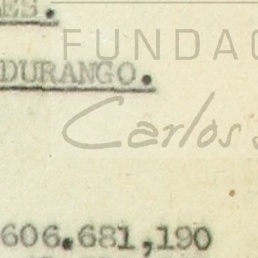 ES.
FUNDAC
DURANGO.
Carlos S
606.681,190